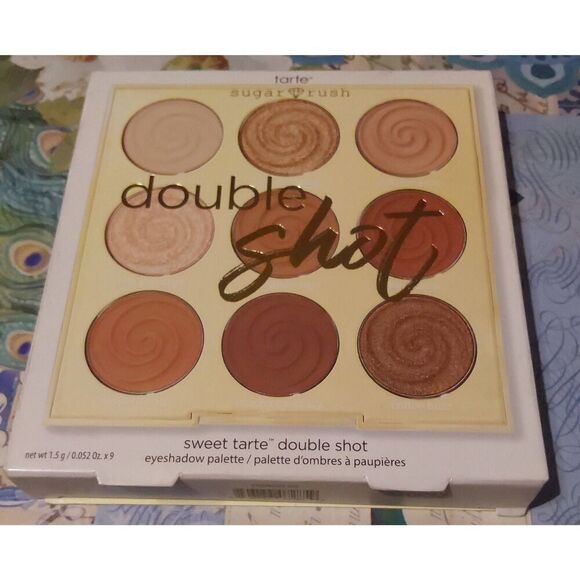 tarte™
sugar rush
double
shot
sweet tarte™ double shot
net wt 1.5 g / 0.052 Oz. x 9
eyeshadow palette / palette d'ombres à paupières